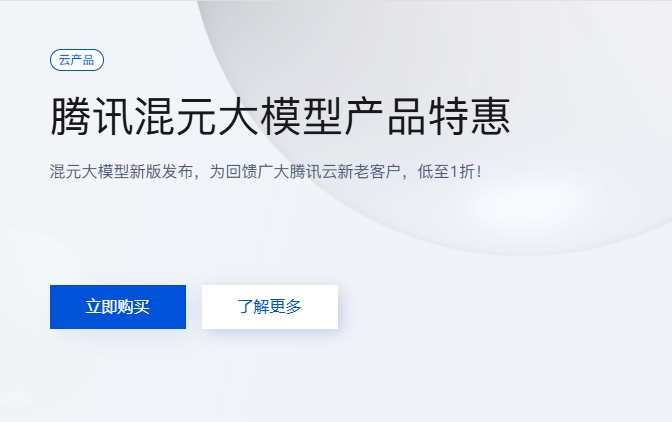 云产品
腾讯混元大模型产品特惠
混元大模型新版发布，为回馈广大腾讯云新老客户，低至1折！
立即购买
了解更多